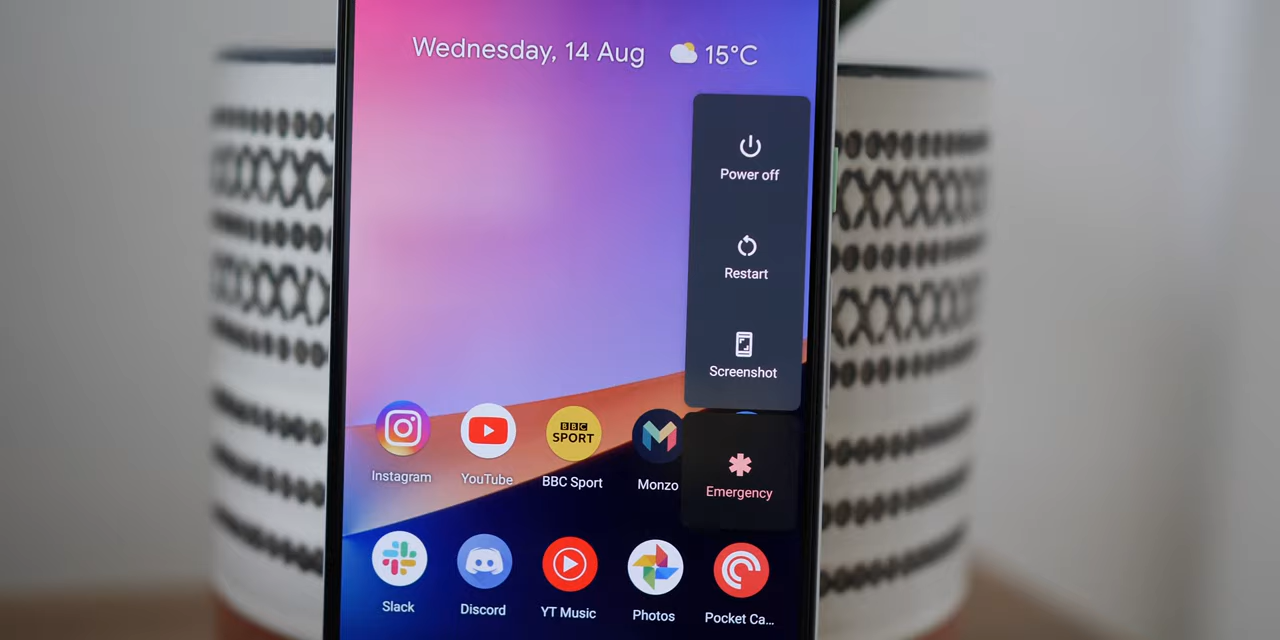 Wednesday, 14 Aug 15°C
Power off
Restart
Screenshot
Emergency
BBC
SPORT
Instagram
YouTube
BBC Sport
Monzo
Slack
Discord
YT Music
Photos
Pocket Ca...